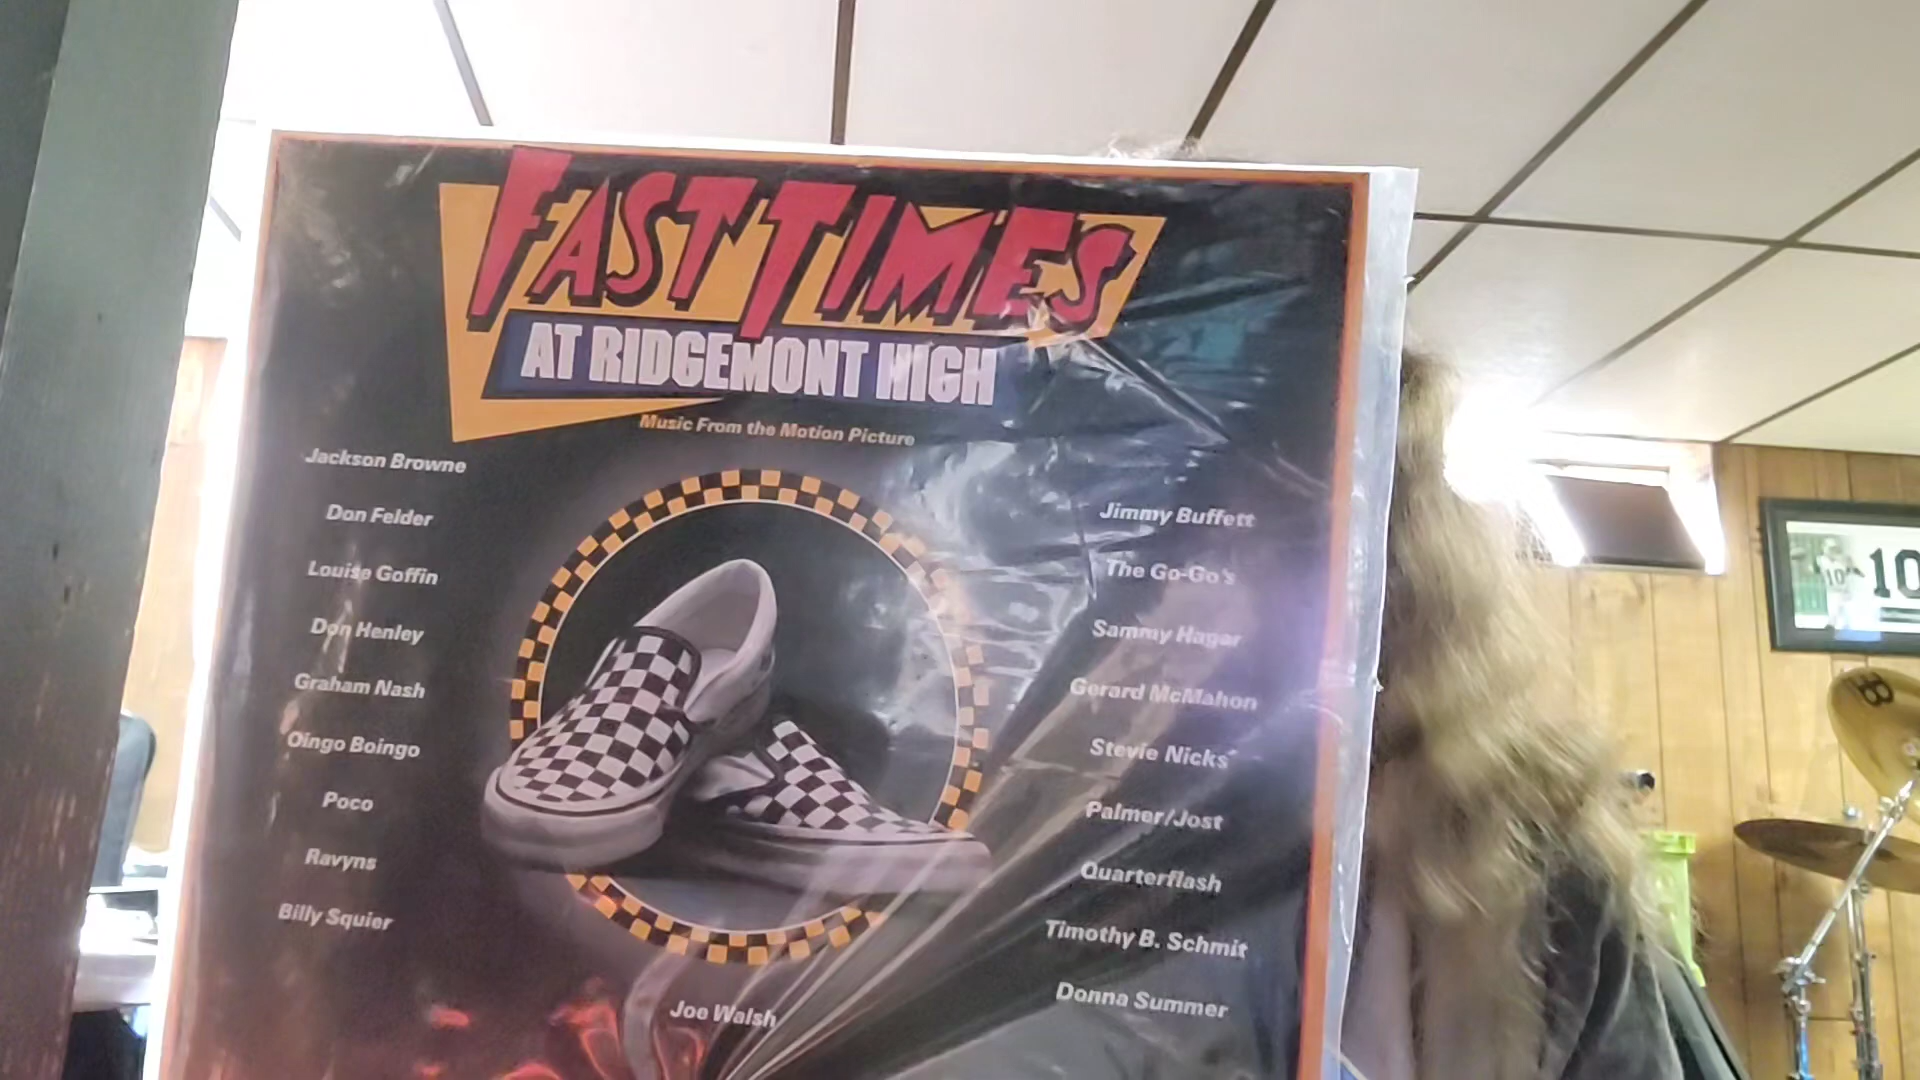 FAST TIMES
AT RIDGEMONT HIGH
Music From the Motion Picture
Jackson Browne
Don Felder
Louise Goffin
Don Henley
Graham Nash
Oingo Boingo
Poco
Ravyns
Billy Squier
Jimmy Buffett
The Go-Go's
Sammy Hagar
Gerard McMahon
Stevie Nicks
Palmer/Jost
Quarterflash
Timothy B. Schmit
Donna Summer
Joe Walsh
10
10